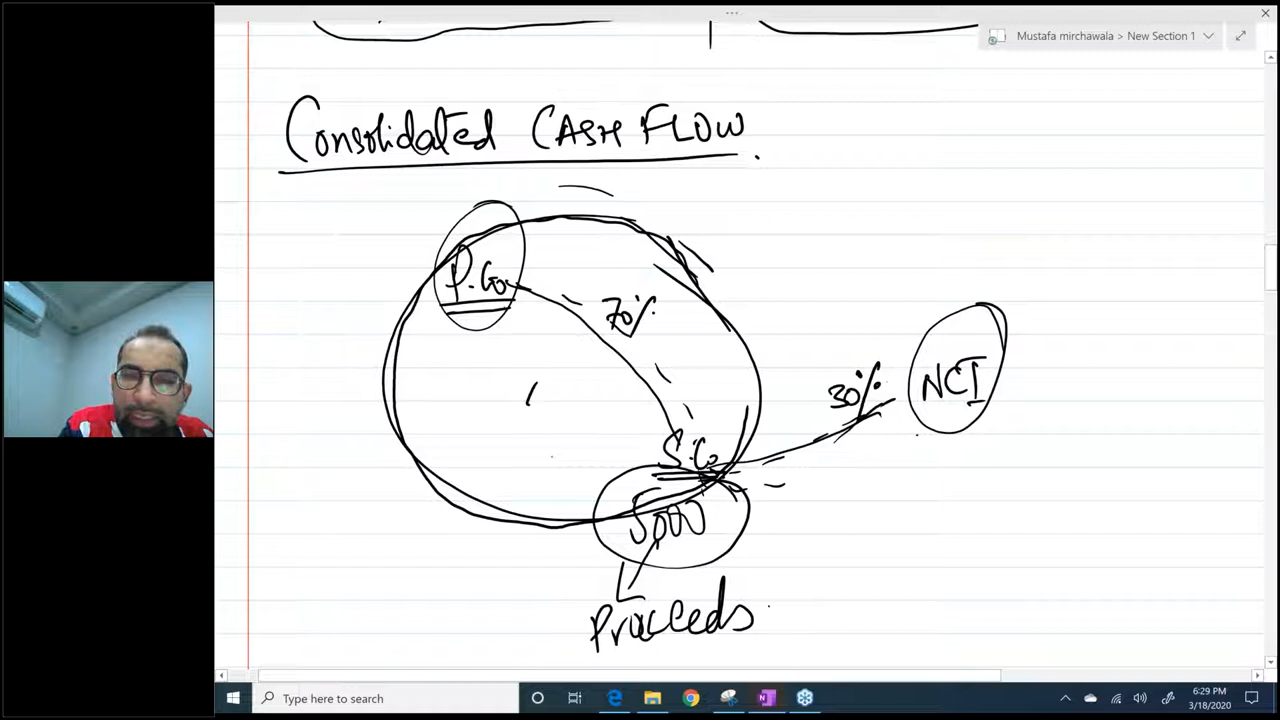 Mustafa mirchawala > New Section 1
Consolidated CASH FLOW.
P.Co
70%
30%
NCI
S.Co
5000
Proceeds
Type here to search
6:29 PM
3/18/2020